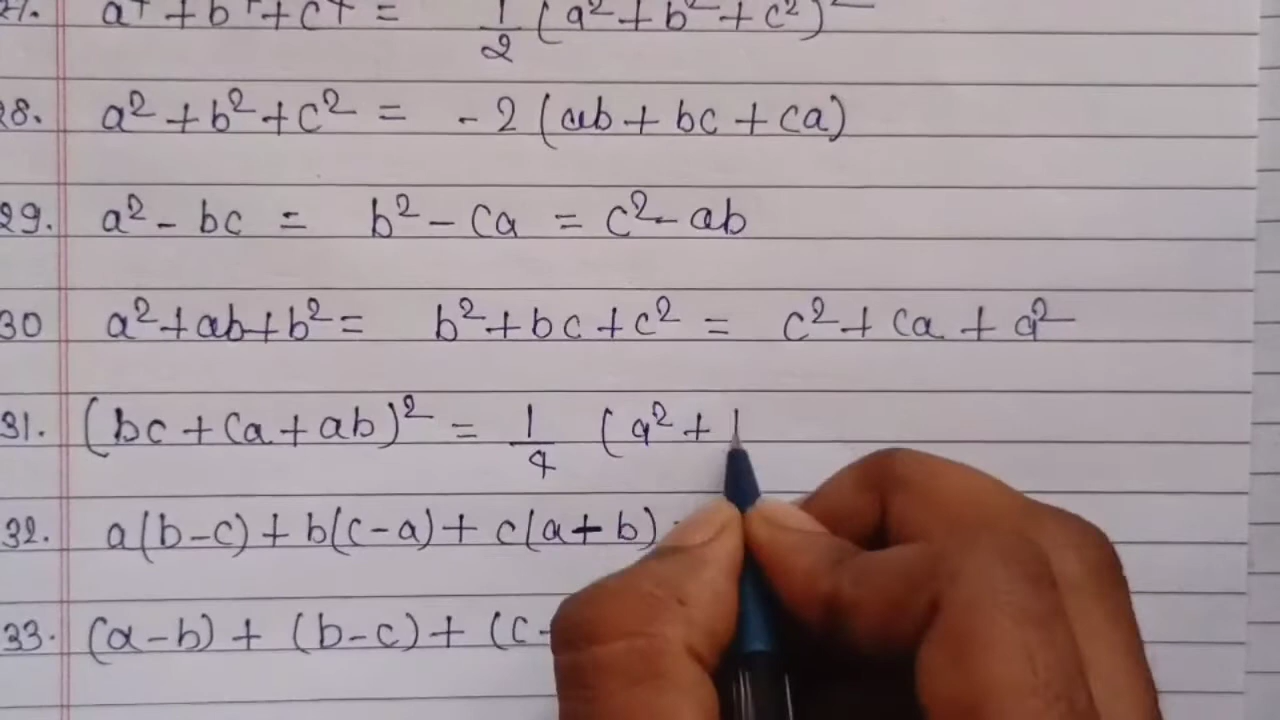 27. a⁴ + b⁴ + c⁴ = 1/2 (a² + b² + c²)²
28. a² + b² + c² = - 2 (ab + bc + ca)
29. a² - bc = b² - ca = c² - ab
30 a² + ab + b² = b² + bc + c² = c² + ca + a²
31. (bc + ca + ab)² = 1/4 (a² +
32. a(b - c) + b(c - a) + c(a + b)
33. (a - b) + (b - c) + (c -